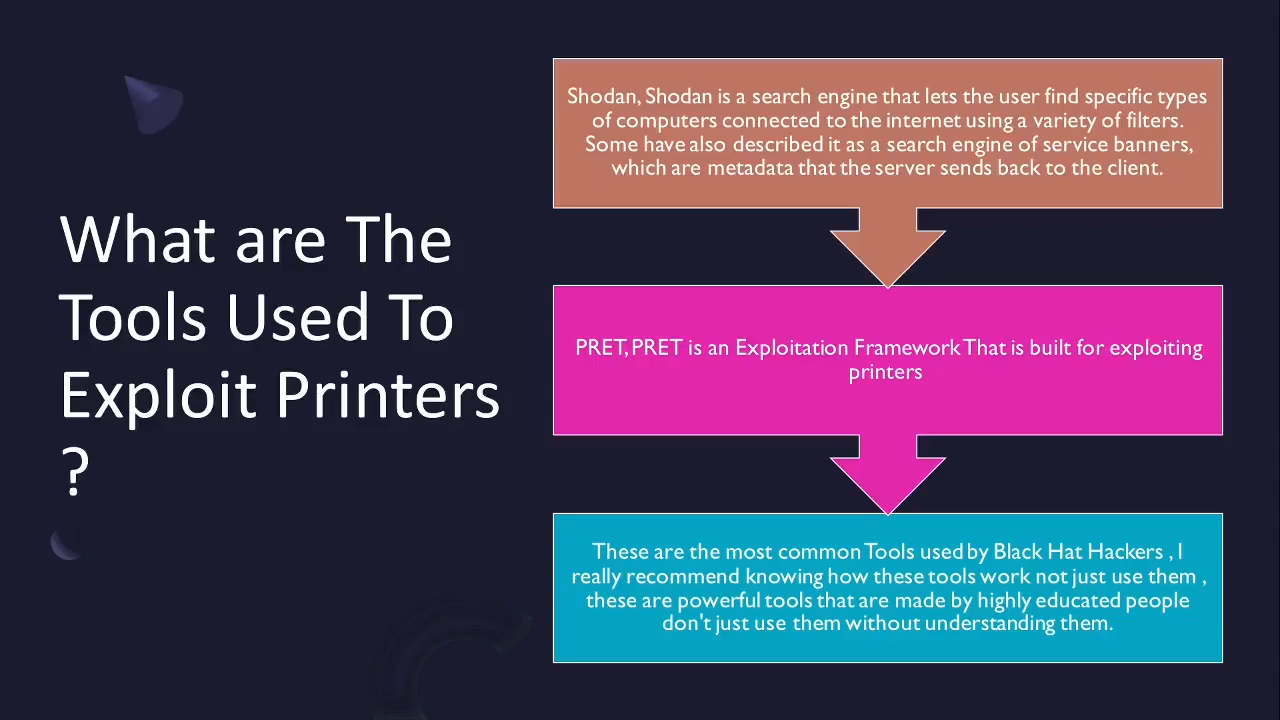 What are The
Tools Used To
Exploit Printers
?
Shodan, Shodan is a search engine that lets the user find specific types
of computers connected to the internet using a variety of filters.
Some have also described it as a search engine of service banners,
which are metadata that the server sends back to the client.
PRET, PRET is an Exploitation Framework That is built for exploiting
printers
These are the most common Tools used by Black Hat Hackers , I
really recommend knowing how these tools work not just use them ,
these are powerful tools that are made by highly educated people
don't just use them without understanding them.